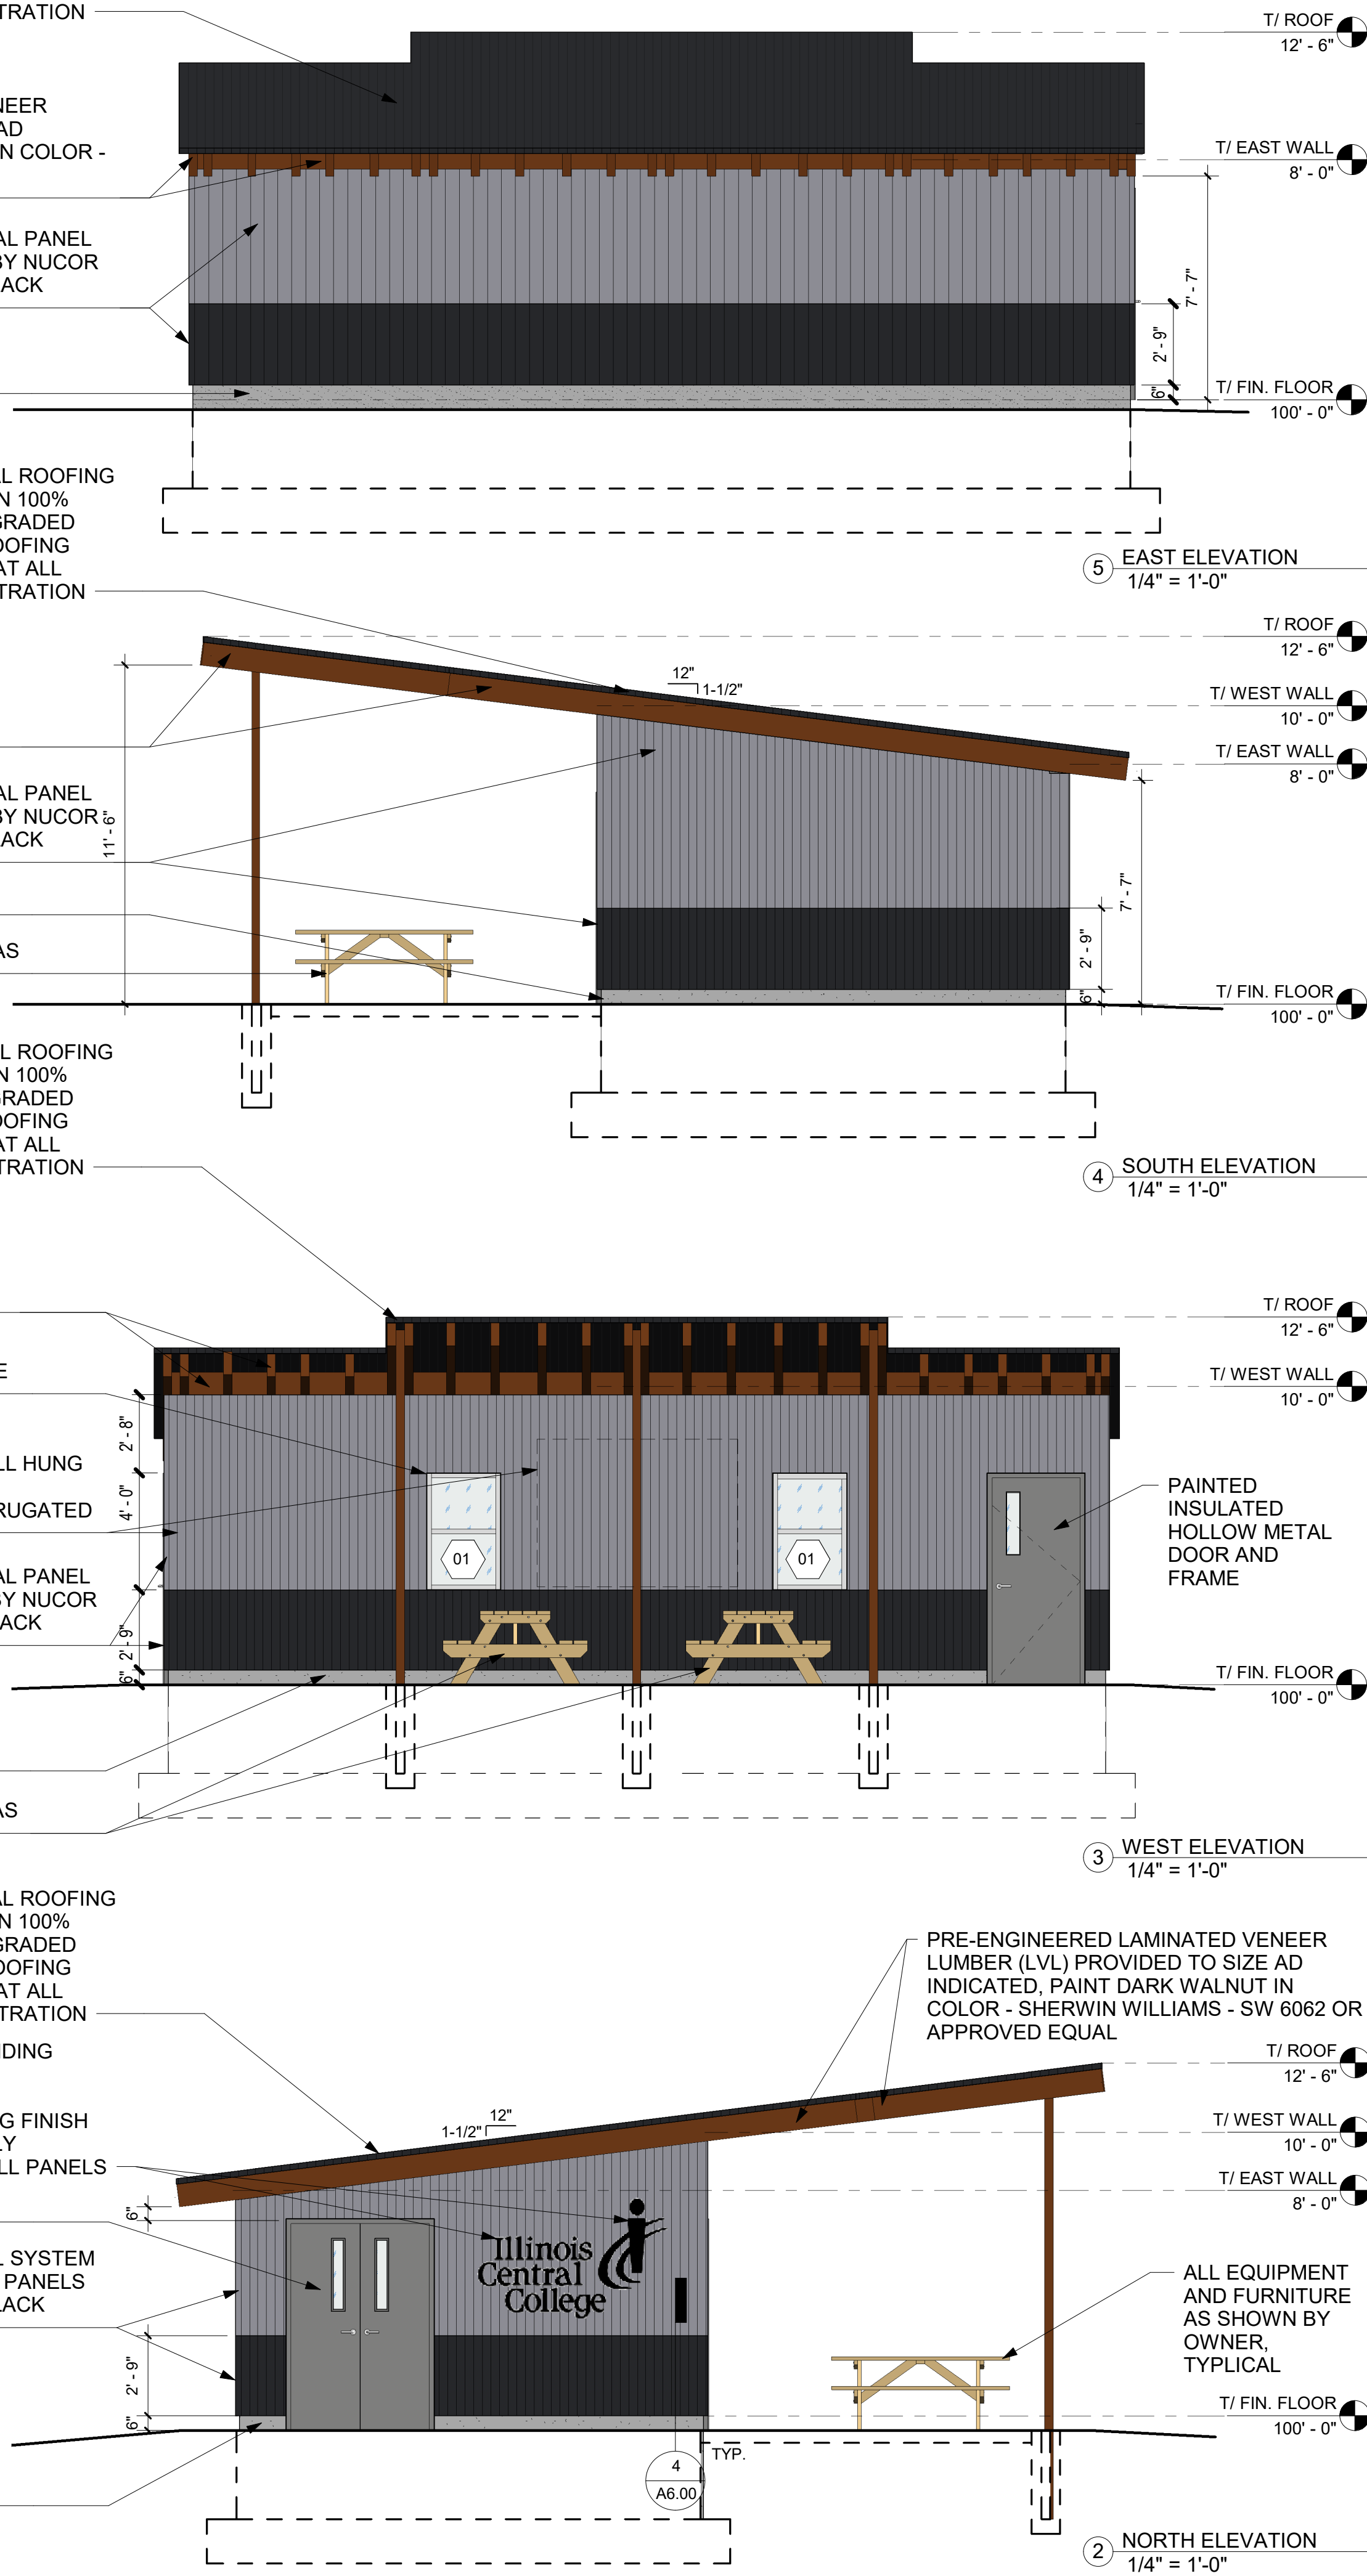 TRATION
NEER
AD
N COLOR -
AL PANEL
BY NUCOR
ACK
T/ ROOF
12' - 6"
T/ EAST WALL
8' - 0"
7' - 7"
2' - 9"
6"
T/ FIN. FLOOR
100' - 0"
5
EAST ELEVATION
1/4" = 1'-0"
L ROOFING
N 100%
GRADED
OOFING
AT ALL
TRATION
AL PANEL
BY NUCOR
ACK
AS
11' - 6"
12"
1-1/2"
T/ ROOF
12' - 6"
T/ WEST WALL
10' - 0"
T/ EAST WALL
8' - 0"
7' - 7"
2' - 9"
6"
T/ FIN. FLOOR
100' - 0"
4
SOUTH ELEVATION
1/4" = 1'-0"
L ROOFING
N 100%
GRADED
OOFING
AT ALL
TRATION
E
LL HUNG
RUGATED
AL PANEL
BY NUCOR
ACK
AS
2' - 8"
4' - 0"
2' - 9"
6"
01
01
PAINTED
INSULATED
HOLLOW METAL
DOOR AND
FRAME
T/ ROOF
12' - 6"
T/ WEST WALL
10' - 0"
T/ FIN. FLOOR
100' - 0"
3
WEST ELEVATION
1/4" = 1'-0"
AL ROOFING
N 100%
GRADED
OOFING
AT ALL
TRATION
NDING
G FINISH
LY
LL PANELS
L SYSTEM
PANELS
LACK
PRE-ENGINEERED LAMINATED VENEER
LUMBER (LVL) PROVIDED TO SIZE AD
INDICATED, PAINT DARK WALNUT IN
COLOR - SHERWIN WILLIAMS - SW 6062 OR
APPROVED EQUAL
12"
1-1/2"
6"
2' - 9"
6"
Illinois
Central
College
T/ ROOF
12' - 6"
T/ WEST WALL
10' - 0"
T/ EAST WALL
8' - 0"
ALL EQUIPMENT
AND FURNITURE
AS SHOWN BY
OWNER,
TYPLICAL
T/ FIN. FLOOR
100' - 0"
TYP.
4
A6.00
2
NORTH ELEVATION
1/4" = 1'-0"